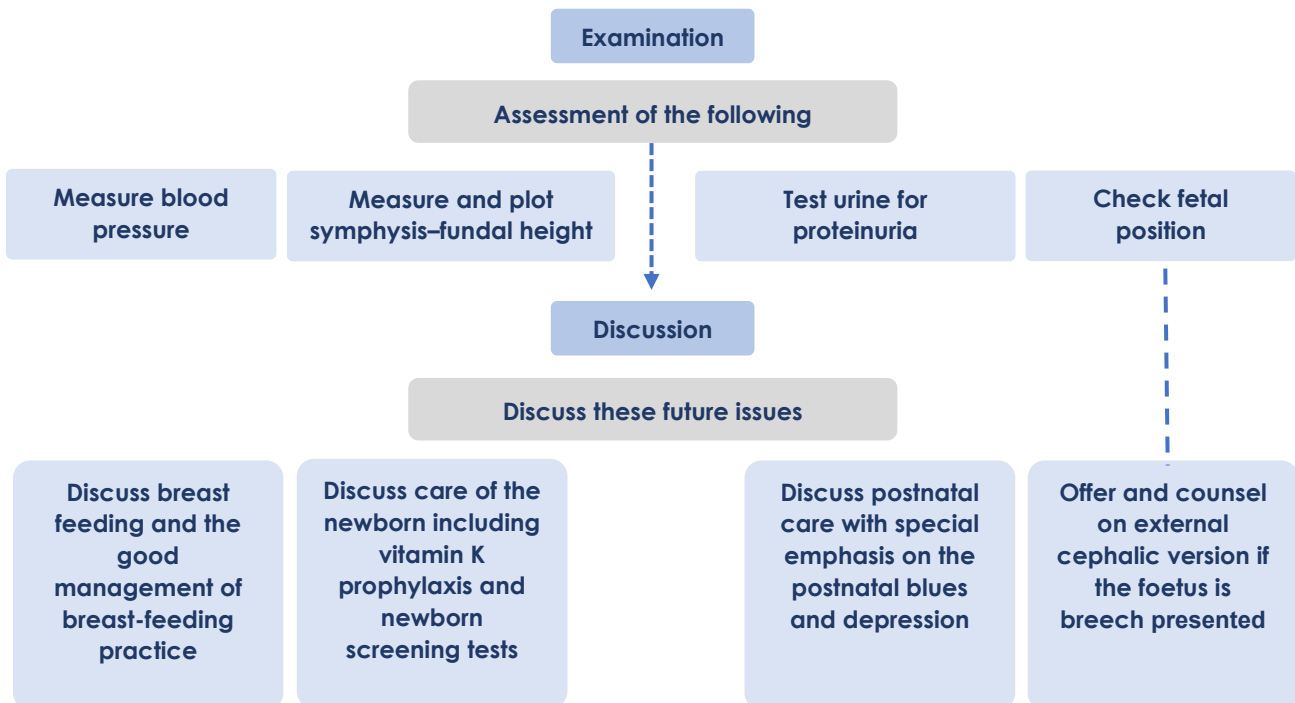 Examination
Assessment of the following
Measure blood
pressure
Measure and plot
symphysis–fundal height
Test urine for
proteinuria
Check fetal
position
Discussion
Discuss these future issues
Discuss breast
feeding and the
good
management of
breast-feeding
practice
Discuss care of the
newborn including
vitamin K
prophylaxis and
newborn
screening tests
Discuss postnatal
care with special
emphasis on the
postnatal blues
and depression
Offer and counsel
on external
cephalic version if
the foetus is
breech presented